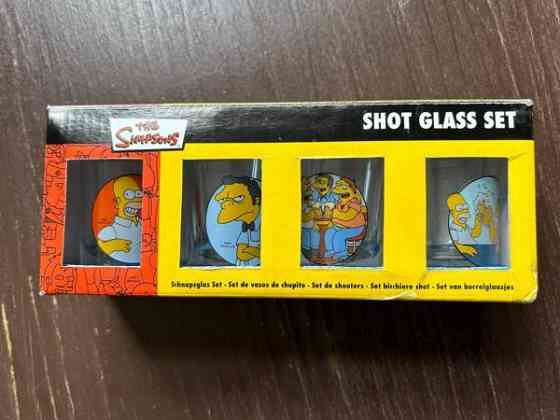 THE
SIMPSONS
SHOT GLASS SET
Schnapsglas Set - Set de vasos de chupito - Set de shooters - Set bicchiere shot - Set van borrelglaasjes